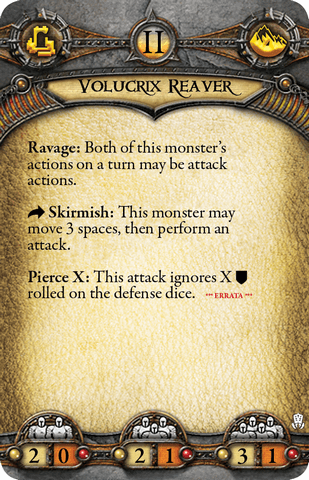 II
VOLUCRIX REAVER
Ravage: Both of this monster's
actions on a turn may be attack
actions.
Skirmish: This monster may
move 3 spaces, then perform an
attack.
Pierce X: This attack ignores X
rolled on the defense dice. *** ERRATA ***
2 0 2 1 3 1